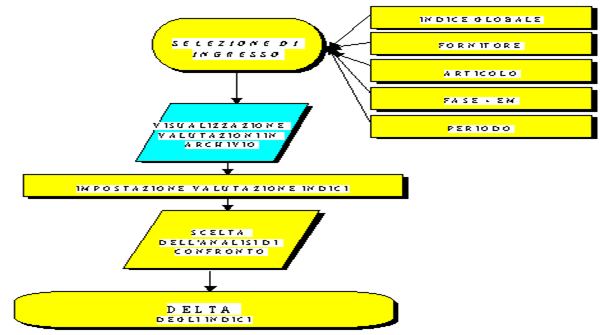 SELEZIONE DI
INGRESSO
INDICE GLOBALE
FORNITORE
ARTICOLO
FASE + EM
PERIODO
VISUALIZZAZIONE
VALUTAZIONI IN
ARCHIVIO
IMPOSTAZIONE VALUTAZIONE INDICI
SCELTA
DELL'ANALISI DI
CONFRONTO
DELTA
DEGLI INDICI